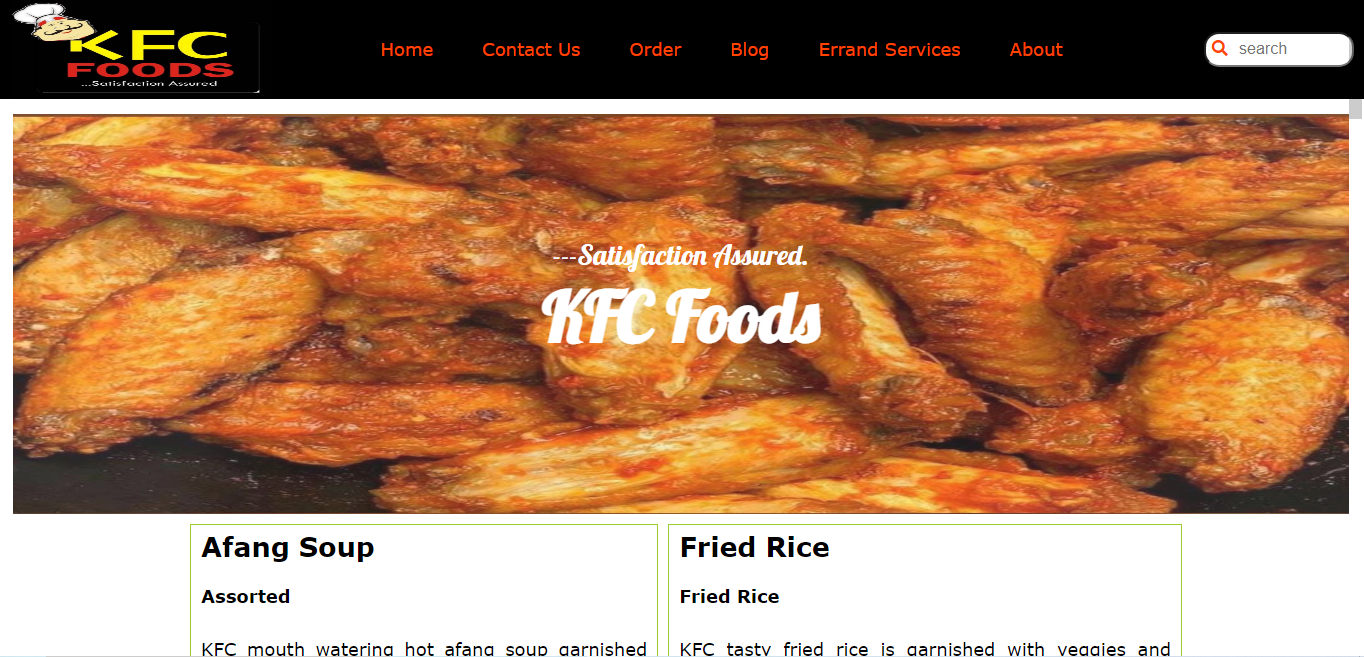 KFC
FOODS
...Satisfaction Assured
Home Contact Us Order Blog Errand Services About
search
---Satisfaction Assured.
KFC Foods
Afang Soup
Assorted
KFC mouth watering hot afang soup garnished
Fried Rice
Fried Rice
KFC tasty fried rice is garnished with veggies and